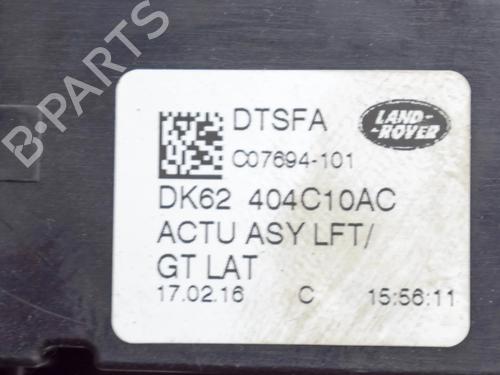 B-PARTS
DTSFA
LAND-
-ROVER
C07694-101
DK62 404C10AC
ACTU ASY LFT/
GT LAT
17.02.16 C 15:56:11